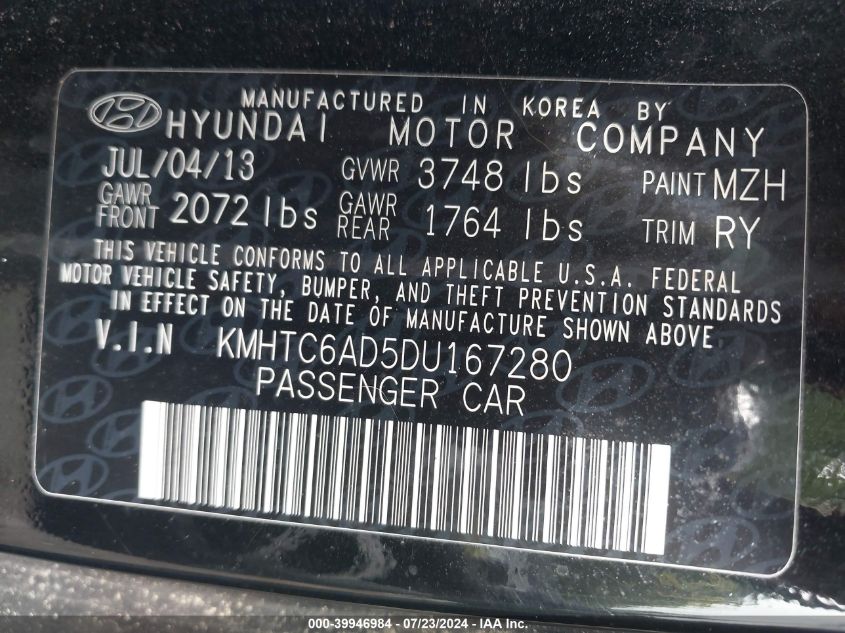 MANUFACTURED IN KOREA BY
HYUNDAI MOTOR COMPANY
JUL/04/13 GVWR 3748 lbs PAINT MZH
GAWR FRONT 2072 lbs GAWR REAR 1764 lbs TRIM RY
THIS VEHICLE CONFORMS TO ALL APPLICABLE U.S.A. FEDERAL
MOTOR VEHICLE SAFETY, BUMPER, AND THEFT PREVENTION STANDARDS
IN EFFECT ON THE DATE OF MANUFACTURE SHOWN ABOVE.
V.I.N KMHTC6AD5DU167280
PASSENGER CAR
000-39946984 - 07/23/2024 - IAA Inc.